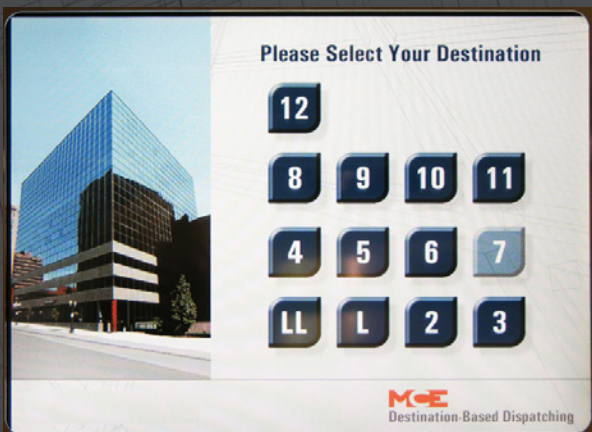 Please Select Your Destination
12
8 9 10 11
4 5 6 7
LL L 2 3
MCE
Destination-Based Dispatching